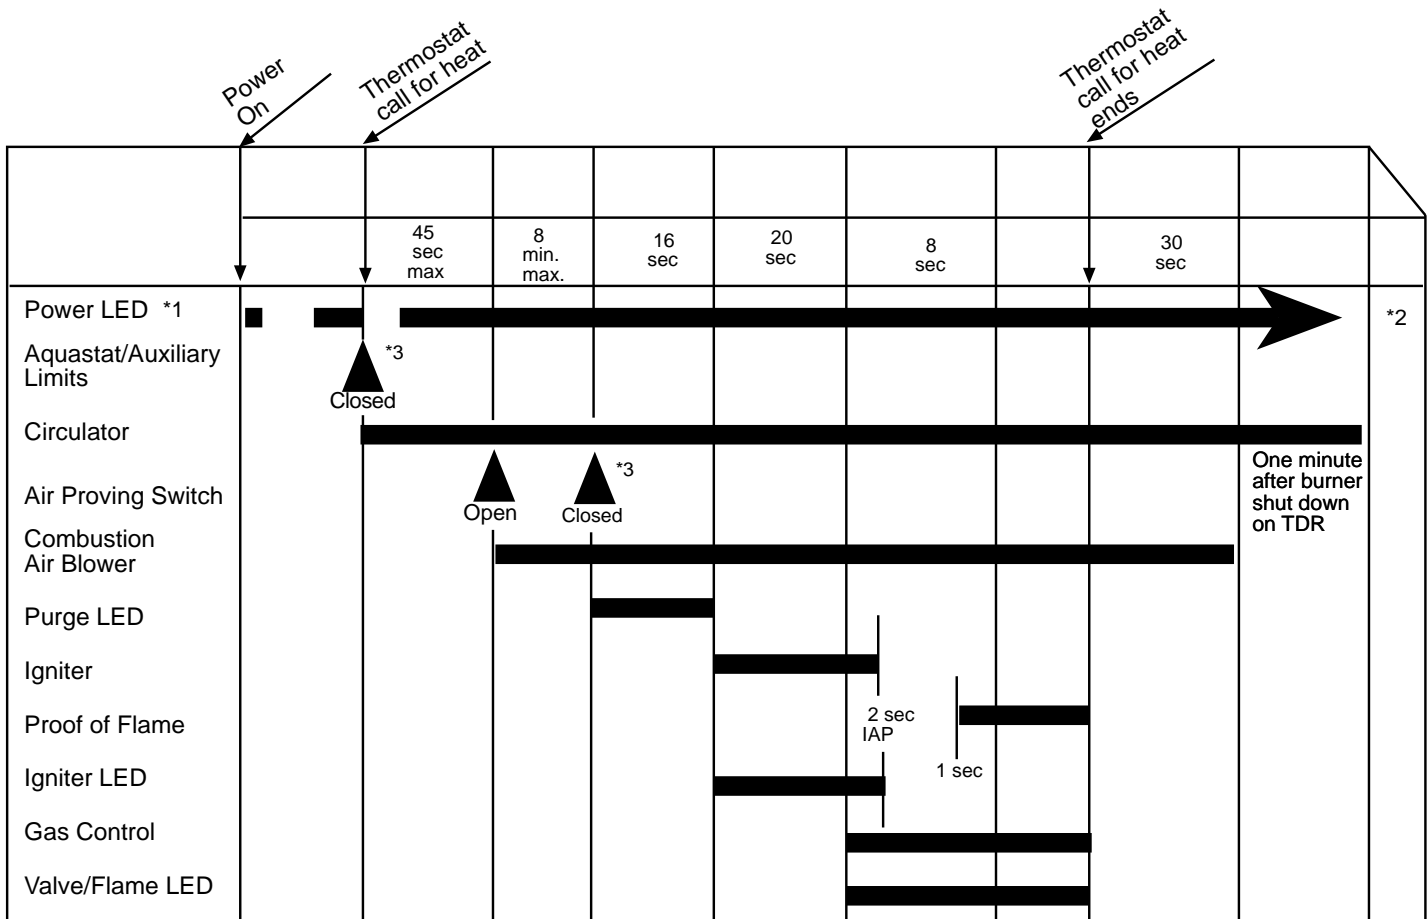 Power
On
Thermostat
call for heat
Thermostat
call for heat
ends
45
sec
max
8
min.
max.
16
sec
20
sec
8
sec
30
sec
Power LED *1
*2
Aquastat/Auxiliary
Limits
*3
Closed
Circulator
One minute
after burner
shut down
on TDR
Air Proving Switch
Open
*3
Closed
Combustion
Air Blower
Purge LED
Igniter
Proof of Flame
2 sec
IAP
1 sec
Igniter LED
Gas Control
Valve/Flame LED